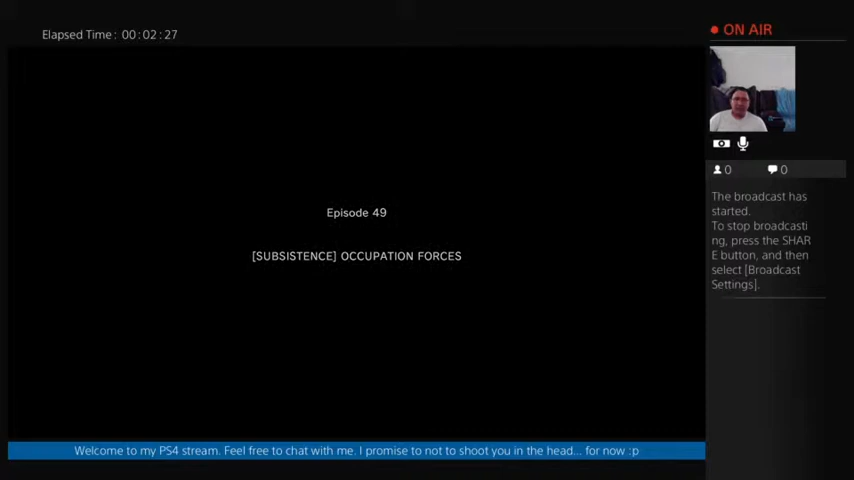 Elapsed Time: 00:02:27
ON AIR
0
0
The broadcast has
started.
To stop broadcasti
ng, press the SHAR
E button, and then
select [Broadcast
Settings].
Episode 49
[SUBSISTENCE] OCCUPATION FORCES
Welcome to my PS4 stream. Feel free to chat with me. I promise to not to shoot you in the head... for now :p